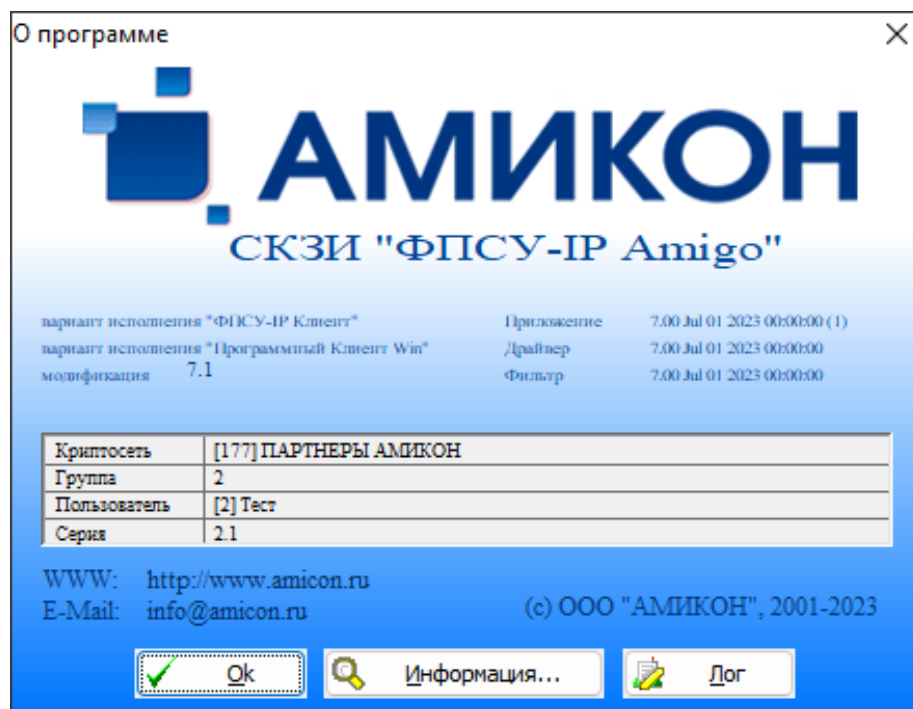 О программе
АМИКОН
СКЗИ "ФПСУ-IP Amigo"
вариант исполнения "ФПСУ-IP Клиент" Приложение 7.00 Jul 01 2023 00:00:00 (1)
вариант исполнения "Программный Клиент Win" Драйвер 7.00 Jul 01 2023 00:00:00
модификация 7.1 Фильтр 7.00 Jul 01 2023 00:00:00
Криптосеть [177] ПАРТНЕРЫ АМИКОН
Группа 2
Пользователь [2] Тест
Серия 2.1
WWW: http://www.amicon.ru
E-Mail: info@amicon.ru (c) ООО "АМИКОН", 2001-2023
Ok Информация... Лог